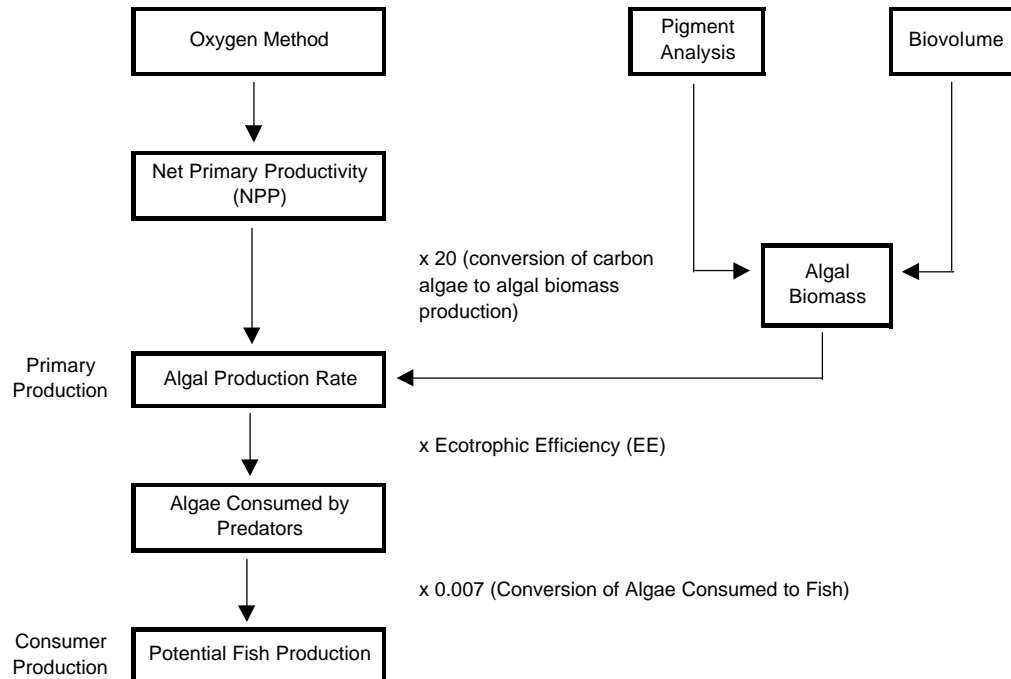 Oxygen Method
Pigment
Analysis
Biovolume
Net Primary Productivity
(NPP)
x 20 (conversion of carbon
algae to algal biomass
production)
Algal
Biomass
Primary
Production
Algal Production Rate
x Ecotrophic Efficiency (EE)
Algae Consumed by
Predators
x 0.007 (Conversion of Algae Consumed to Fish)
Consumer
Production
Potential Fish Production